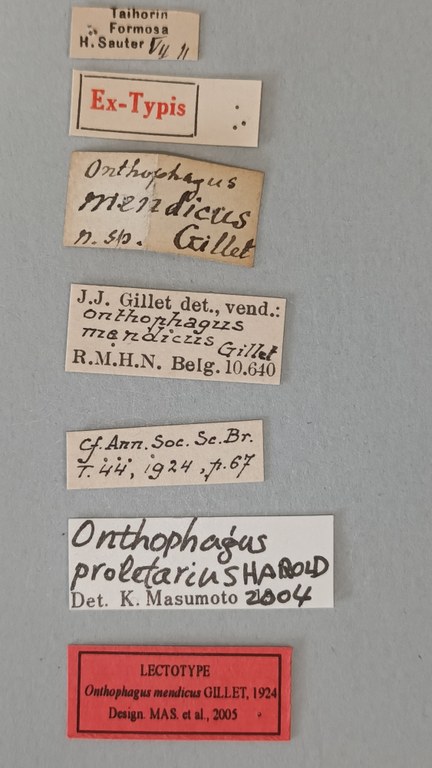 Taihorin
Formosa
H. Sauter VII 11
Ex-Typis
Onthophagus
mendicus
n. sp. Gillet
J.J. Gillet det., vend.:
onthophagus
mendicus Gillet
R.M.H.N. Belg. 10.640
Cf. Ann. Soc. Sc. Br.
T. 44, 1924, p. 67
Onthophagus
proletarius HAROLD
Det. K. Masumoto 2004
LECTOTYPE
Onthophagus mendicus GILLET, 1924
Design. MAS. et al., 2005